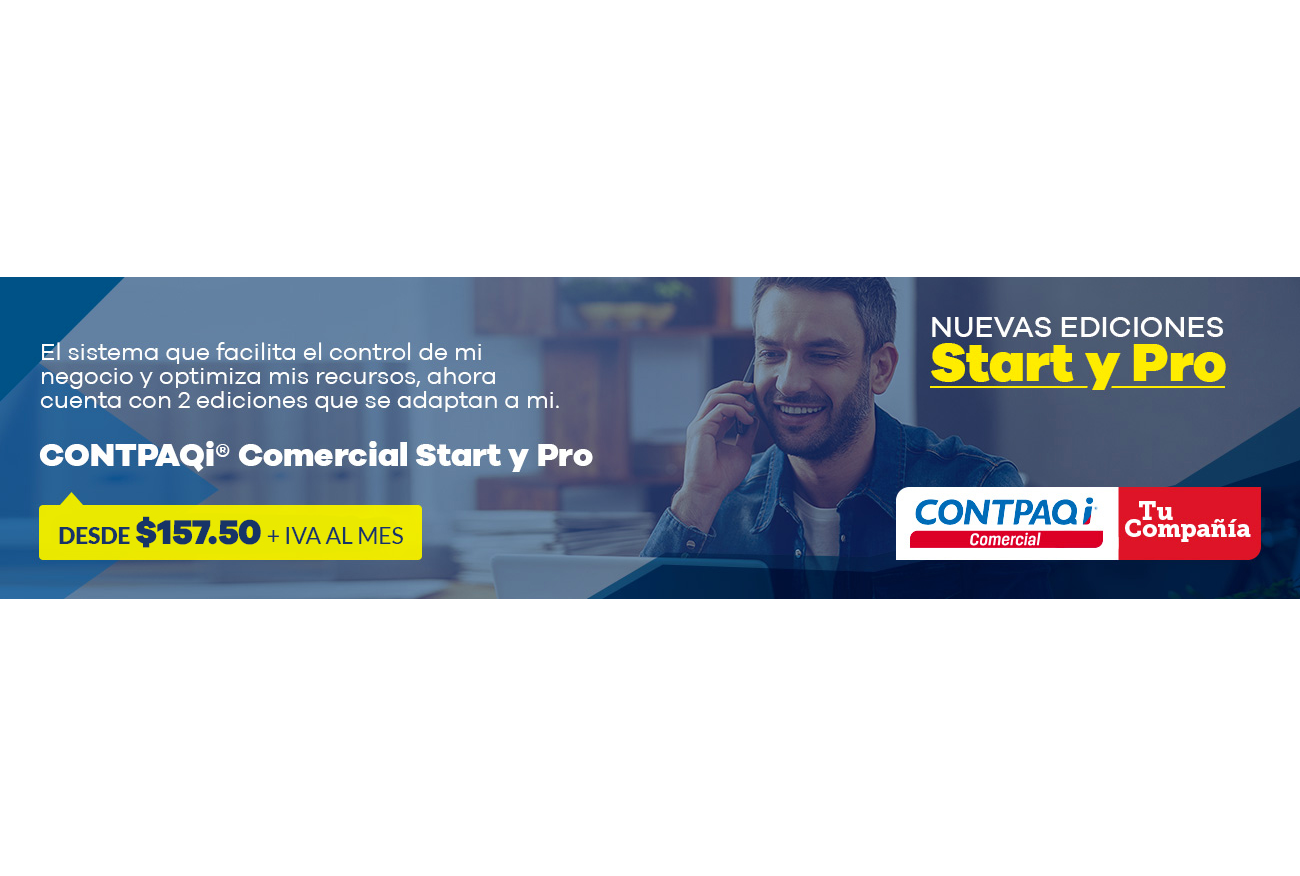 El sistema que facilita el control de mi
negocio y optimiza mis recursos, ahora
cuenta con 2 ediciones que se adaptan a mi.
CONTPAQi® Comercial Start y Pro
DESDE $157.50 + IVA AL MES
NUEVAS EDICIONES
Start y Pro
CONTPAQi®
Comercial
Tu
Compañía